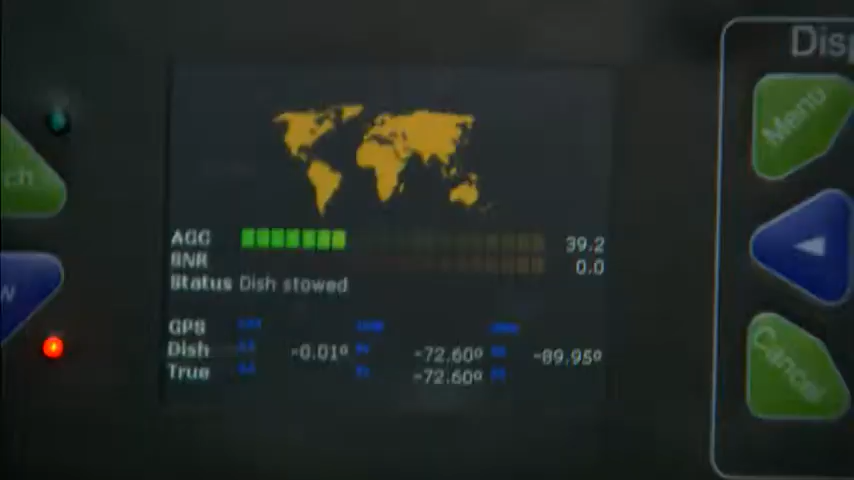 Disp
Menu
ch
AGC 39.2
SNR 0.0
Status Dish stowed
w
GPS
Dish -0.01º -72.60º -89.95º
True -72.60º
Cancel